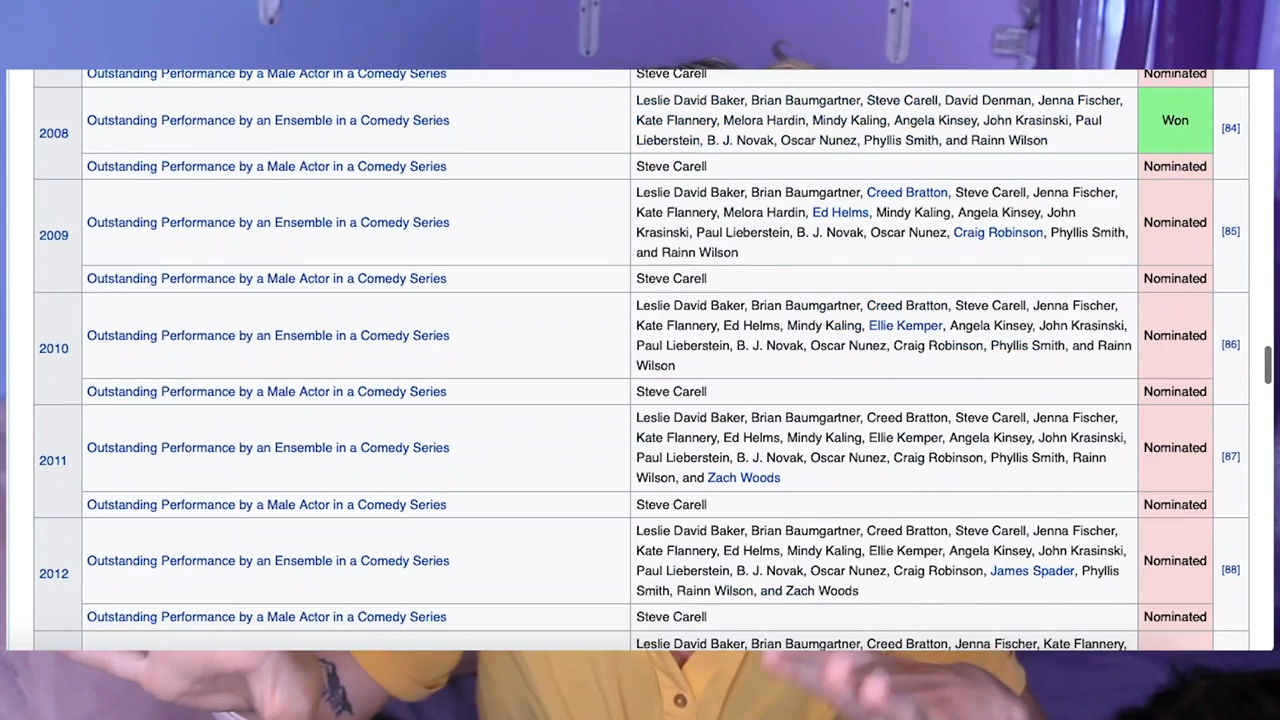 Outstanding Performance by a Male Actor in a Comedy Series Steve Carell Nominated
2008
Outstanding Performance by an Ensemble in a Comedy Series
Leslie David Baker, Brian Baumgartner, Steve Carell, David Denman, Jenna Fischer,
Kate Flannery, Melora Hardin, Mindy Kaling, Angela Kinsey, John Krasinski, Paul
Lieberstein, B. J. Novak, Oscar Nunez, Phyllis Smith, and Rainn Wilson
Won
[84]
Outstanding Performance by a Male Actor in a Comedy Series Steve Carell Nominated
2009
Outstanding Performance by an Ensemble in a Comedy Series
Leslie David Baker, Brian Baumgartner, Creed Bratton, Steve Carell, Jenna Fischer,
Kate Flannery, Melora Hardin, Ed Helms, Mindy Kaling, Angela Kinsey, John
Krasinski, Paul Lieberstein, B. J. Novak, Oscar Nunez, Craig Robinson, Phyllis Smith,
and Rainn Wilson
Nominated
[85]
Outstanding Performance by a Male Actor in a Comedy Series Steve Carell Nominated
2010
Outstanding Performance by an Ensemble in a Comedy Series
Leslie David Baker, Brian Baumgartner, Creed Bratton, Steve Carell, Jenna Fischer,
Kate Flannery, Ed Helms, Mindy Kaling, Ellie Kemper, Angela Kinsey, John Krasinski,
Paul Lieberstein, B. J. Novak, Oscar Nunez, Craig Robinson, Phyllis Smith, and Rainn
Wilson
Nominated
[86]
Outstanding Performance by a Male Actor in a Comedy Series Steve Carell Nominated
2011
Outstanding Performance by an Ensemble in a Comedy Series
Leslie David Baker, Brian Baumgartner, Creed Bratton, Steve Carell, Jenna Fischer,
Kate Flannery, Ed Helms, Mindy Kaling, Ellie Kemper, Angela Kinsey, John Krasinski,
Paul Lieberstein, B. J. Novak, Oscar Nunez, Craig Robinson, Phyllis Smith, Rainn
Wilson, and Zach Woods
Nominated
[87]
Outstanding Performance by a Male Actor in a Comedy Series Steve Carell Nominated
2012
Outstanding Performance by an Ensemble in a Comedy Series
Leslie David Baker, Brian Baumgartner, Creed Bratton, Steve Carell, Jenna Fischer,
Kate Flannery, Ed Helms, Mindy Kaling, Ellie Kemper, Angela Kinsey, John Krasinski,
Paul Lieberstein, B. J. Novak, Oscar Nunez, Craig Robinson, James Spader, Phyllis
Smith, Rainn Wilson, and Zach Woods
Nominated
[88]
Outstanding Performance by a Male Actor in a Comedy Series Steve Carell Nominated
Leslie David Baker, Brian Baumgartner, Creed Bratton, Jenna Fischer, Kate Flannery,